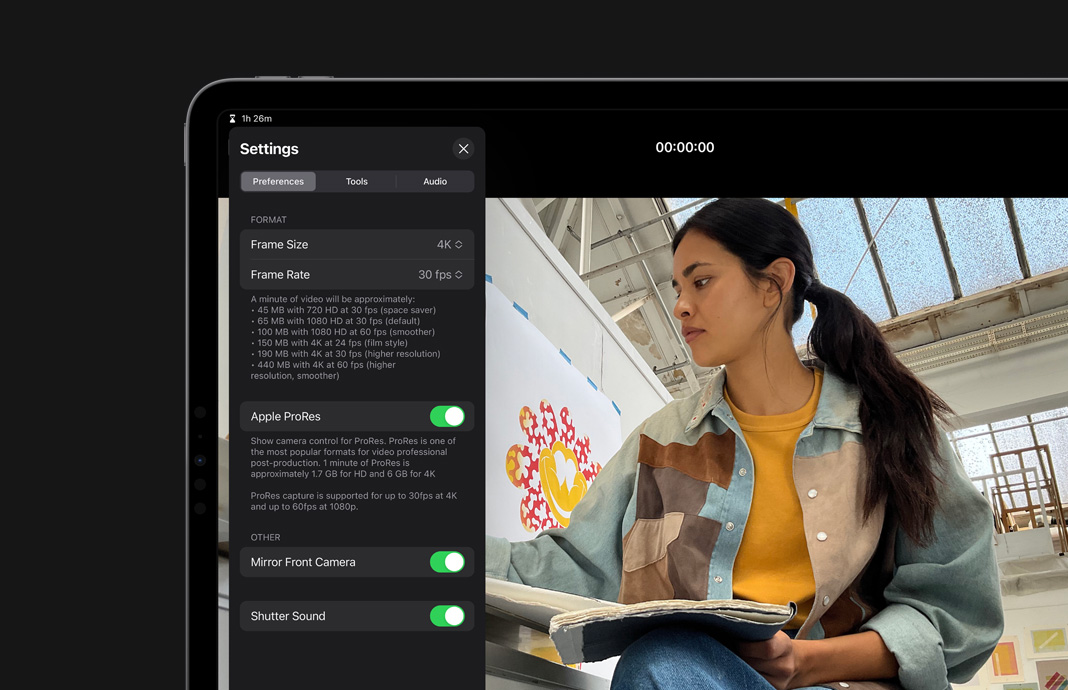 1h 26m
Settings
00:00:00
Preferences Tools Audio
FORMAT
Frame Size 4K
Frame Rate 30 fps
A minute of video will be approximately:
• 45 MB with 720 HD at 30 fps (space saver)
• 65 MB with 1080 HD at 30 fps (default)
• 100 MB with 1080 HD at 60 fps (smoother)
• 150 MB with 4K at 24 fps (film style)
• 190 MB with 4K at 30 fps (higher resolution)
• 440 MB with 4K at 60 fps (higher
resolution, smoother)
Apple ProRes
Show camera control for ProRes. ProRes is one of
the most popular formats for video professional
post-production. 1 minute of ProRes is
approximately 1.7 GB for HD and 6 GB for 4K
ProRes capture is supported for up to 30fps at 4K
and up to 60fps at 1080p.
OTHER
Mirror Front Camera
Shutter Sound